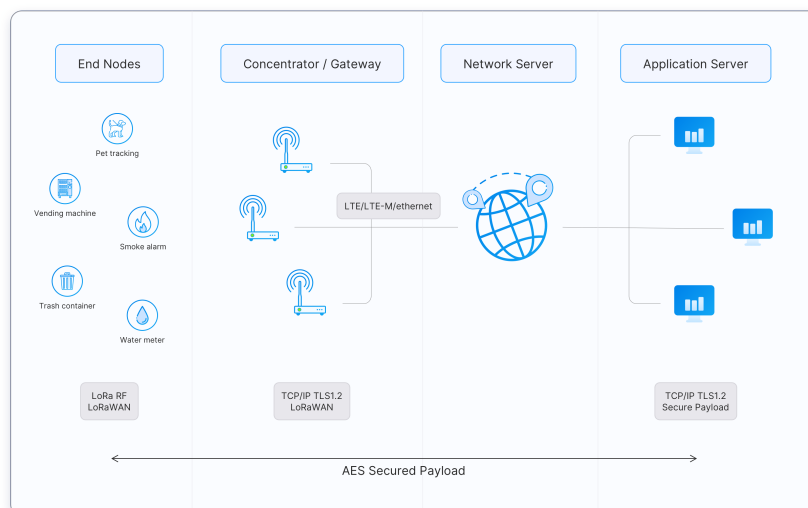 End Nodes
Concentrator / Gateway
Network Server
Application Server
Pet tracking
Vending machine
Smoke alarm
Trash container
Water meter
LTE/LTE-M/ethernet
LoRa RF
LoRaWAN
TCP/IP TLS1.2
LoRaWAN
TCP/IP TLS1.2
Secure Payload
AES Secured Payload